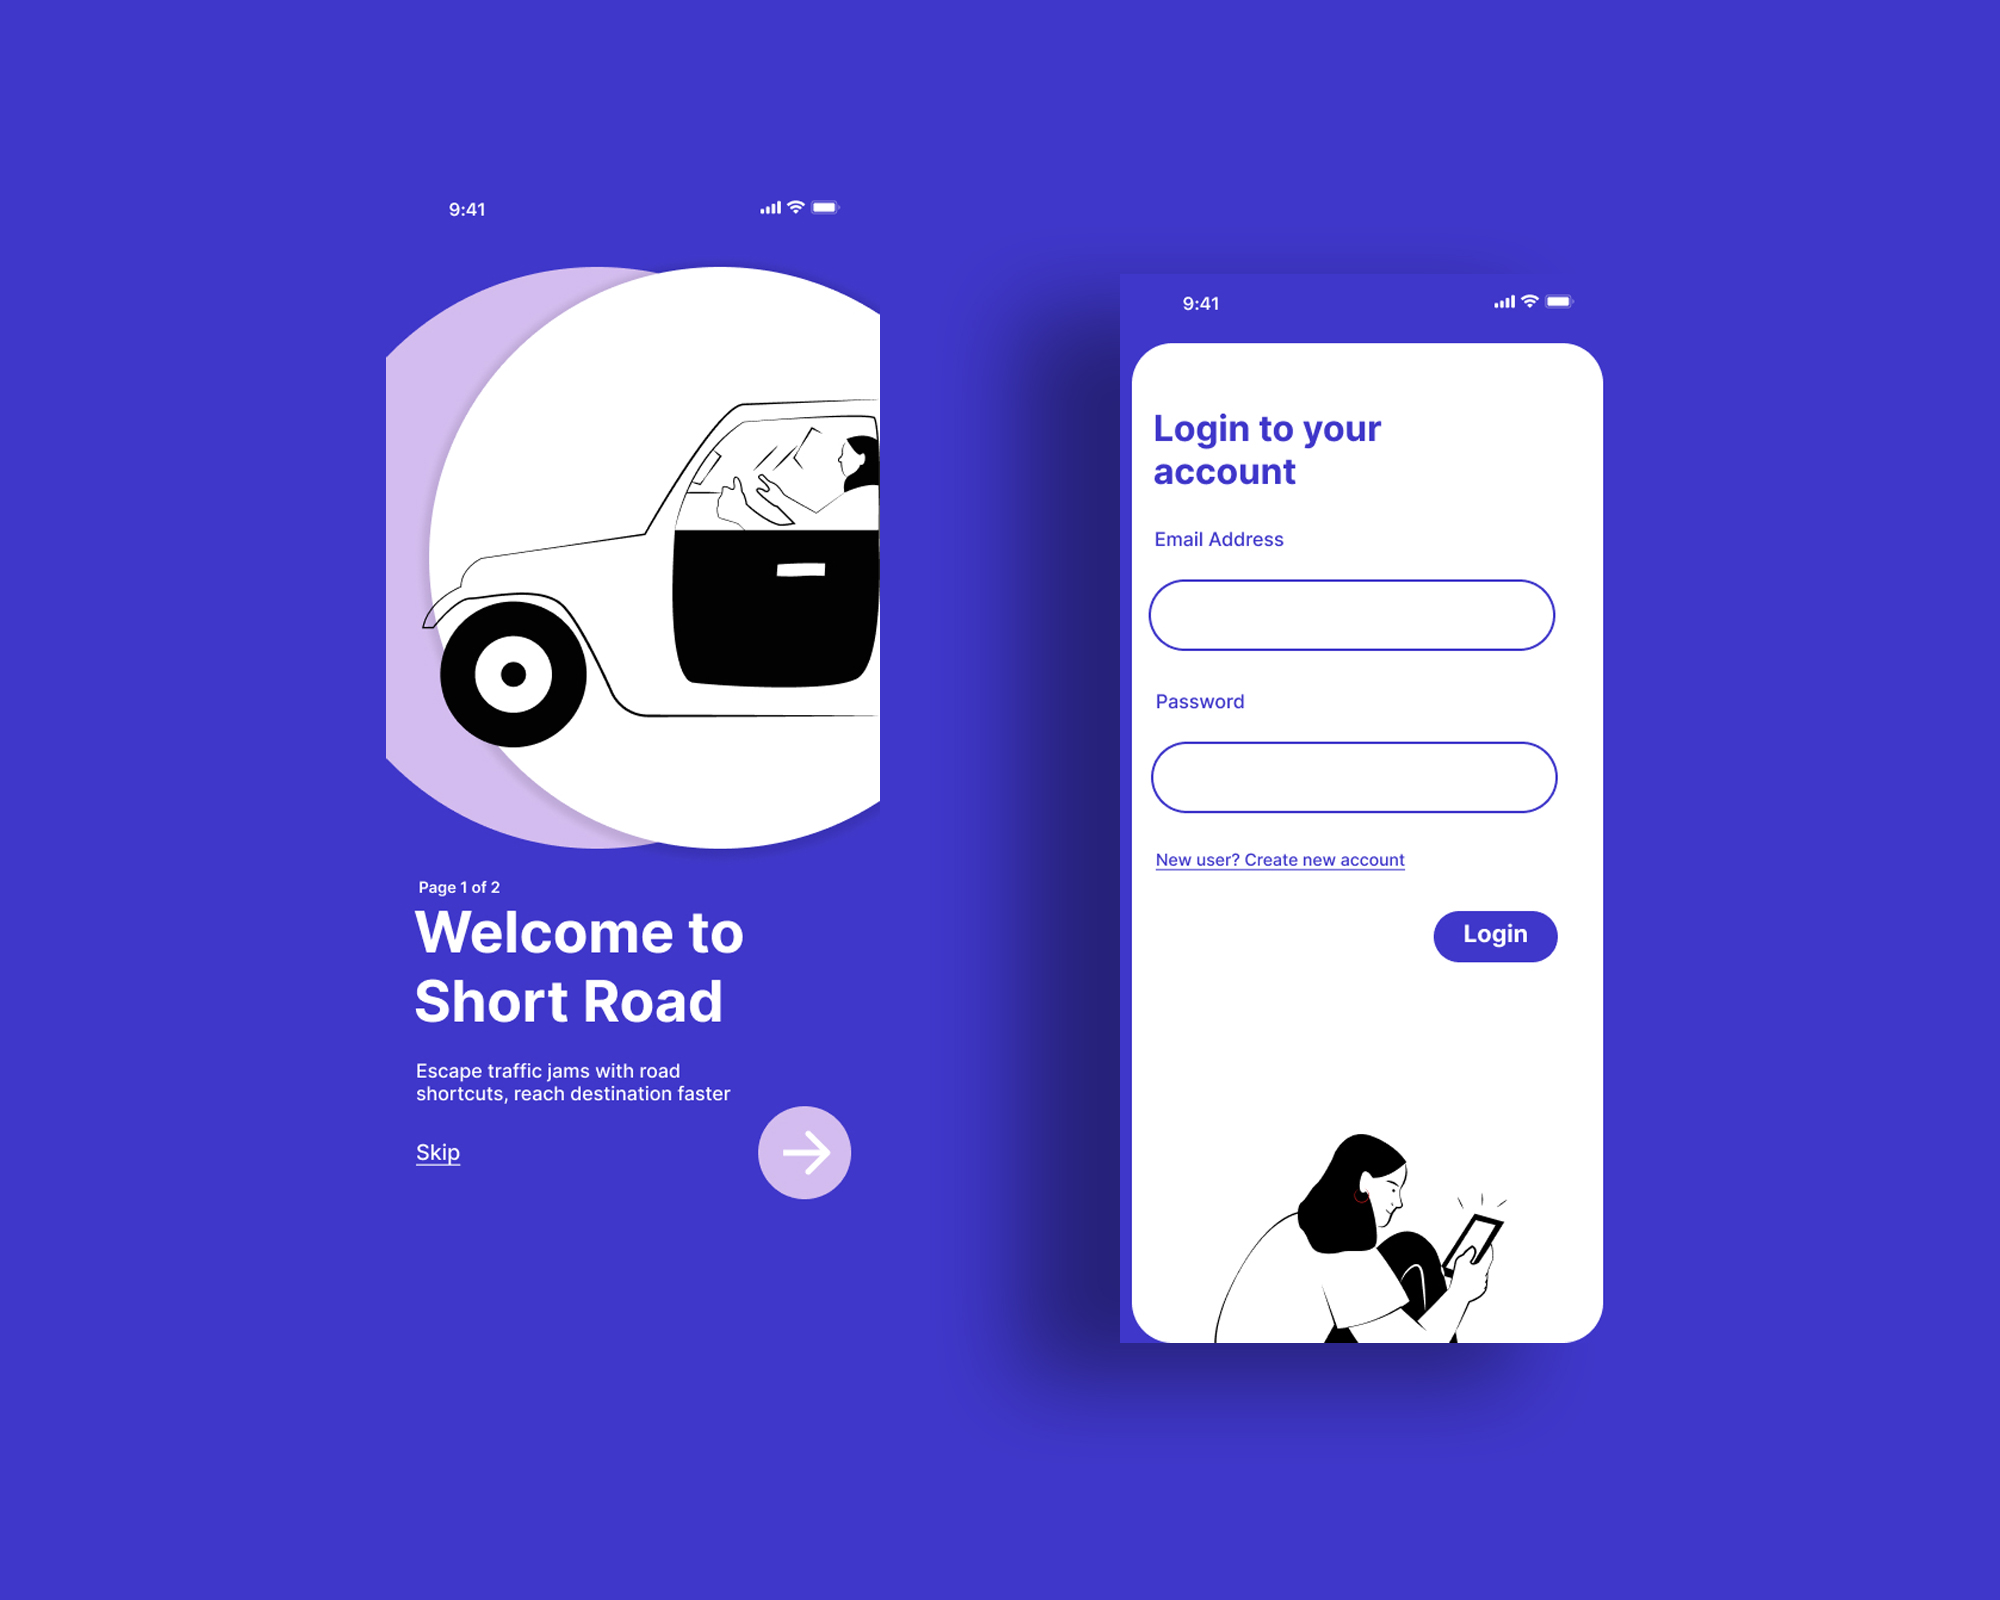 9:41
Page 1 of 2
Welcome to
Short Road
Escape traffic jams with road
shortcuts, reach destination faster
Skip
9:41
Login to your
account
Email Address
Password
New user? Create new account
Login